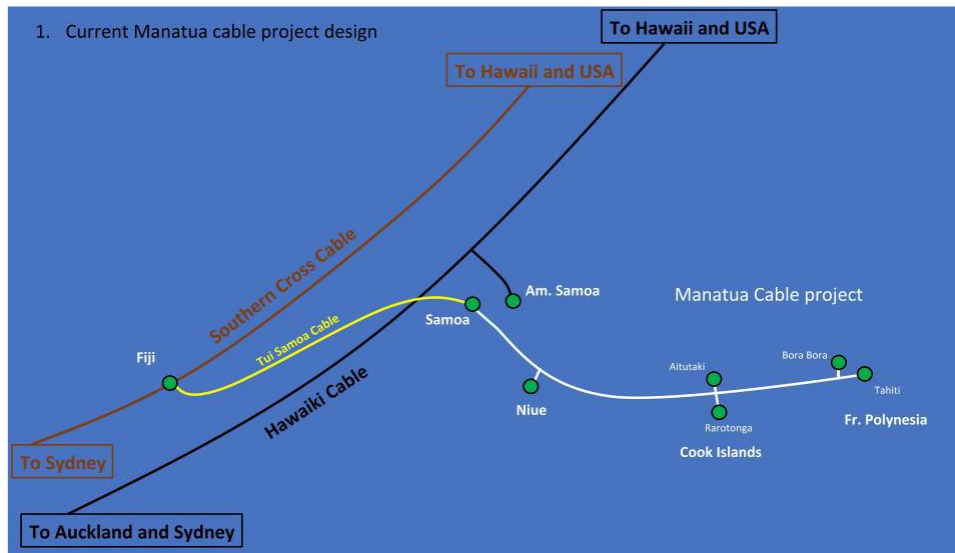 1. Current Manatua cable project design
To Hawaii and USA
To Hawaii and USA
Southern Cross Cable
Am. Samoa
Manatua Cable project
Samoa
Tui Samoa Cable
Fiji
Bora Bora
Aitutaki
Tahiti
Hawaiki Cable
Niue
Rarotonga
Fr. Polynesia
Cook Islands
To Sydney
To Auckland and Sydney